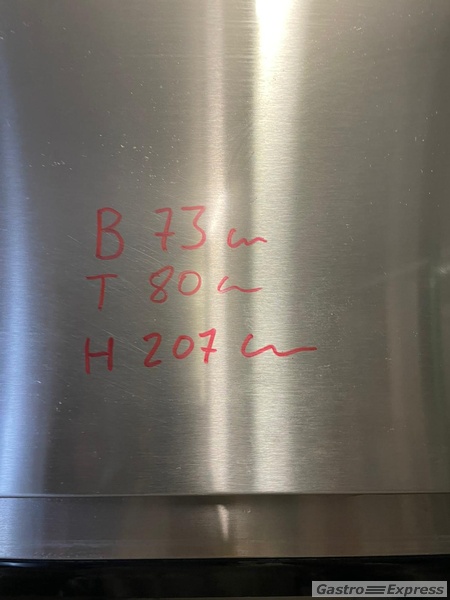 B 73 cm
T 80 cm
H 207 cm
Gastro Express